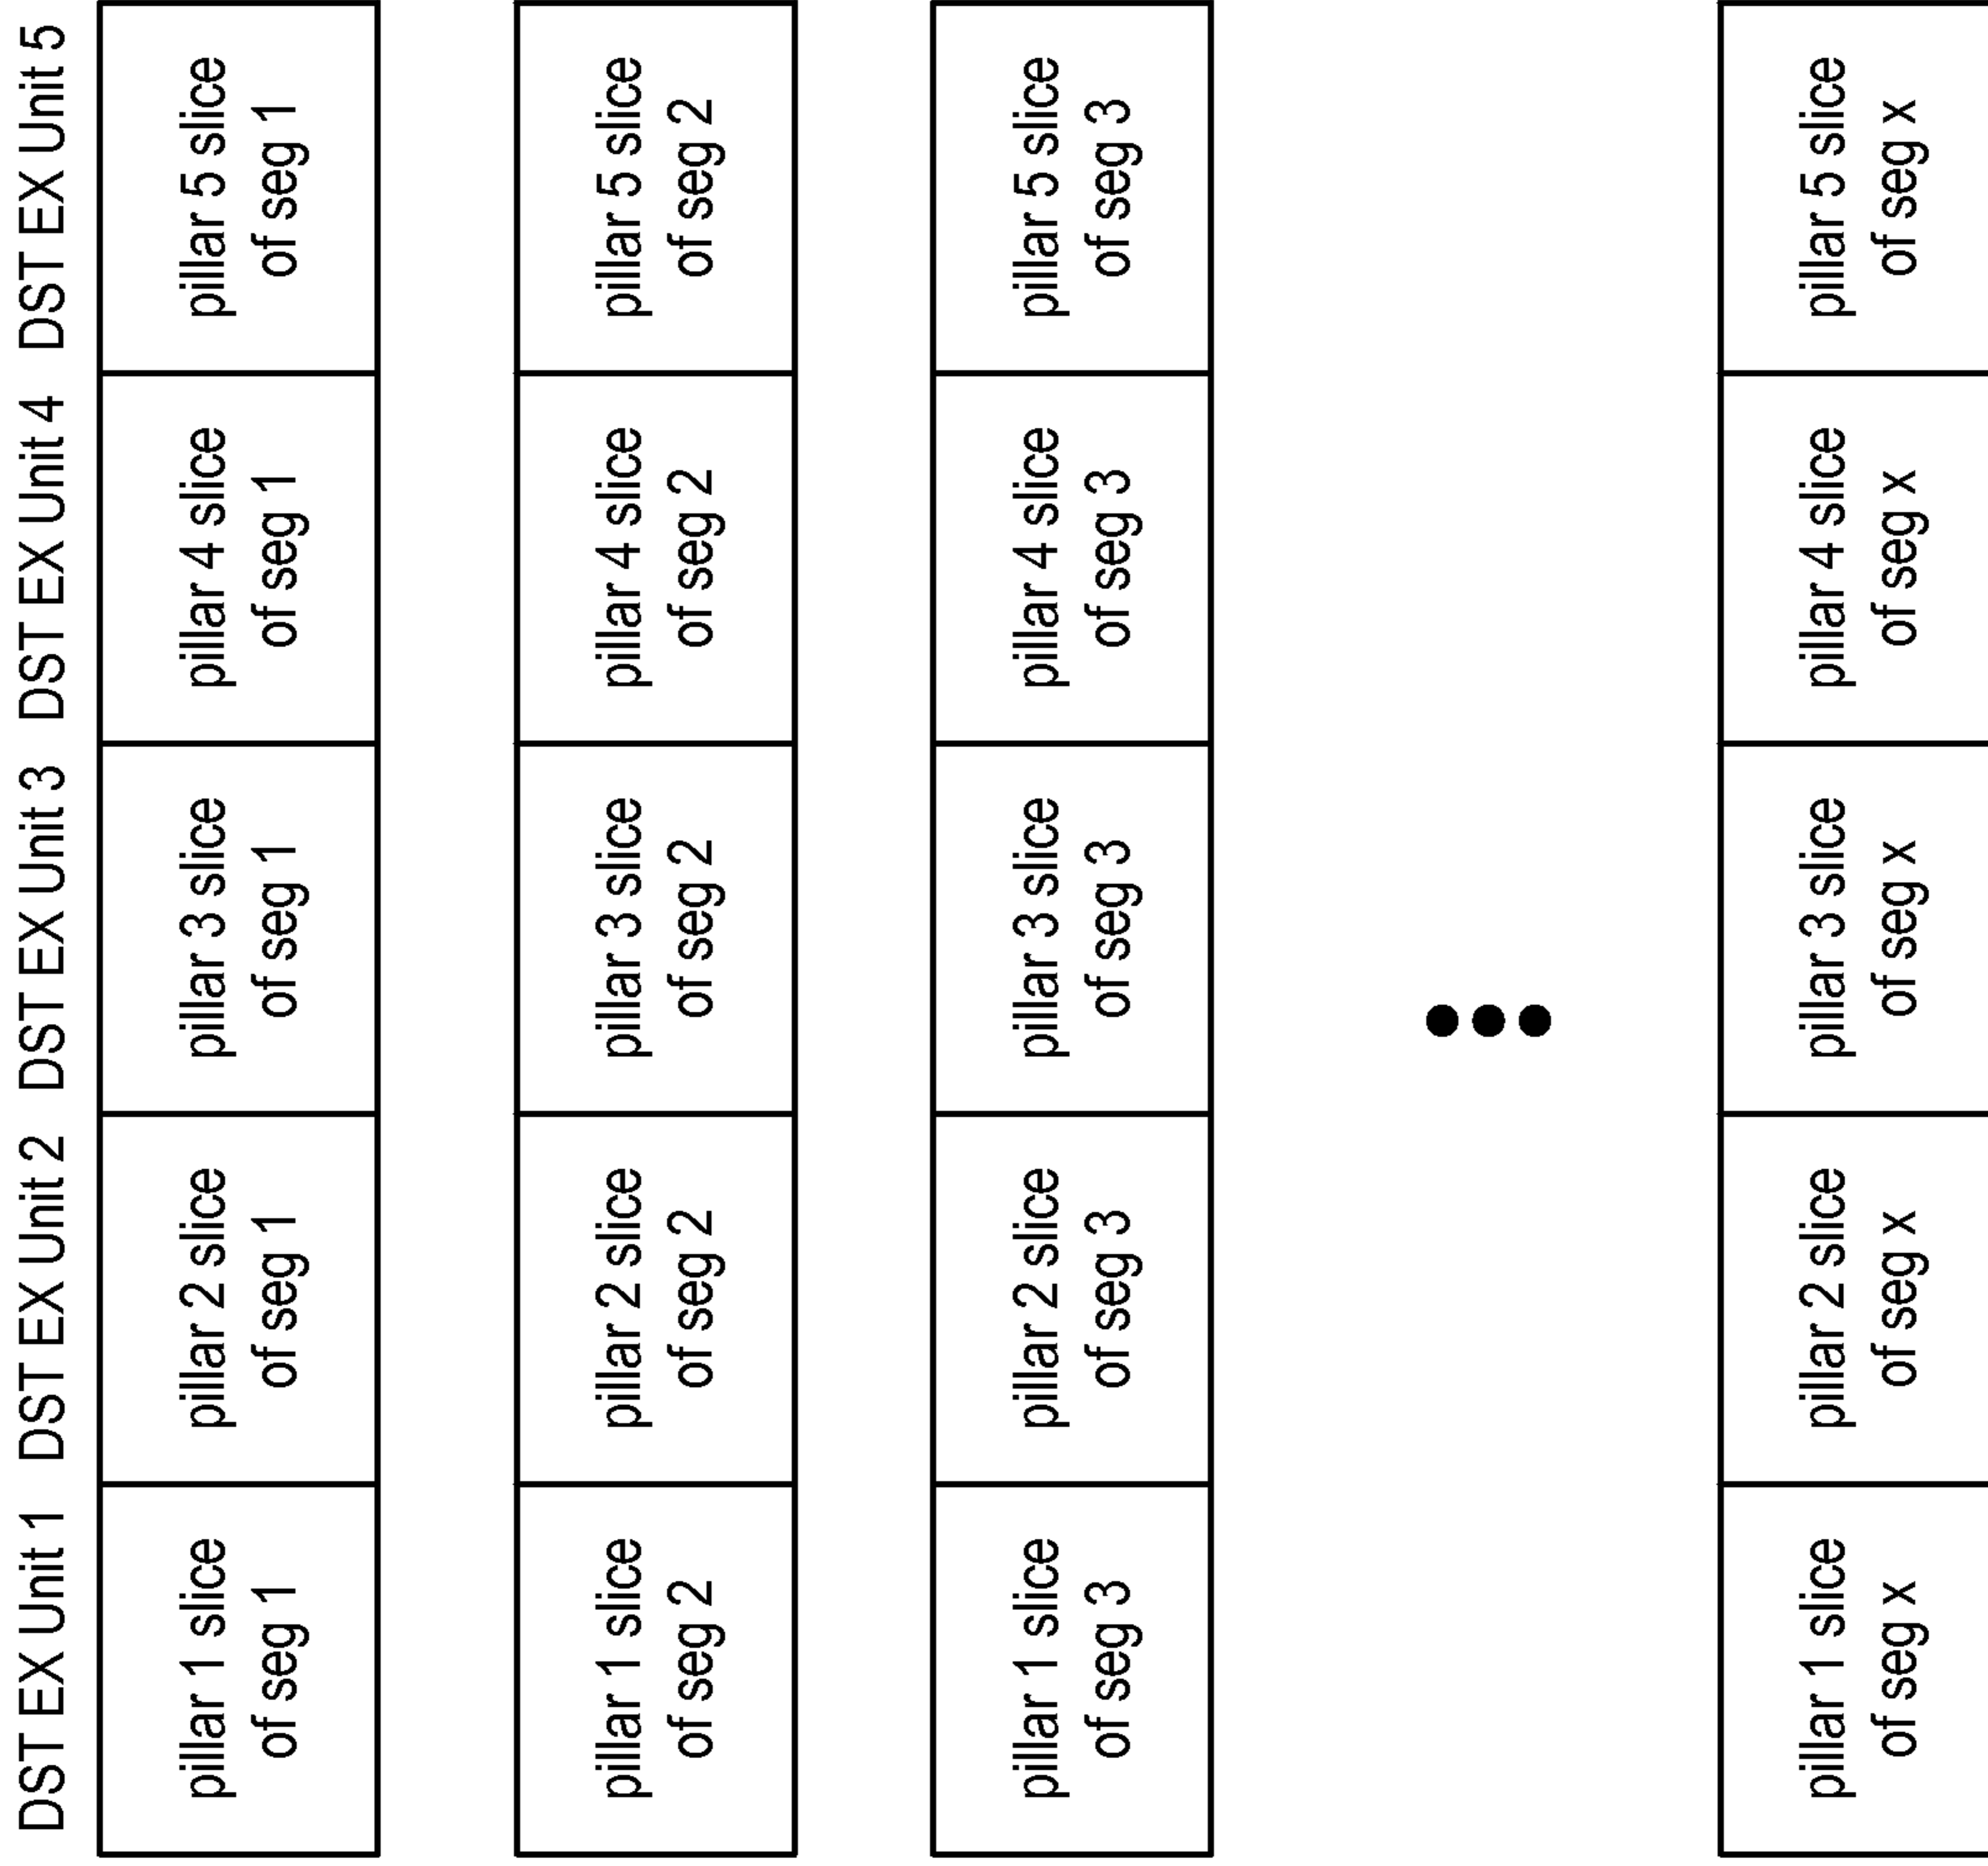 DST EX Unit 1 DST EX Unit 2 DST EX Unit 3 DST EX Unit 4 DST EX Unit 5
pillar 1 slice
of seg 1
pillar 2 slice
of seg 1
pillar 3 slice
of seg 1
pillar 4 slice
of seg 1
pillar 5 slice
of seg 1
pillar 1 slice
of seg 2
pillar 2 slice
of seg 2
pillar 3 slice
of seg 2
pillar 4 slice
of seg 2
pillar 5 slice
of seg 2
pillar 1 slice
of seg 3
pillar 2 slice
of seg 3
pillar 3 slice
of seg 3
pillar 4 slice
of seg 3
pillar 5 slice
of seg 3
pillar 1 slice
of seg x
pillar 2 slice
of seg x
pillar 3 slice
of seg x
pillar 4 slice
of seg x
pillar 5 slice
of seg x